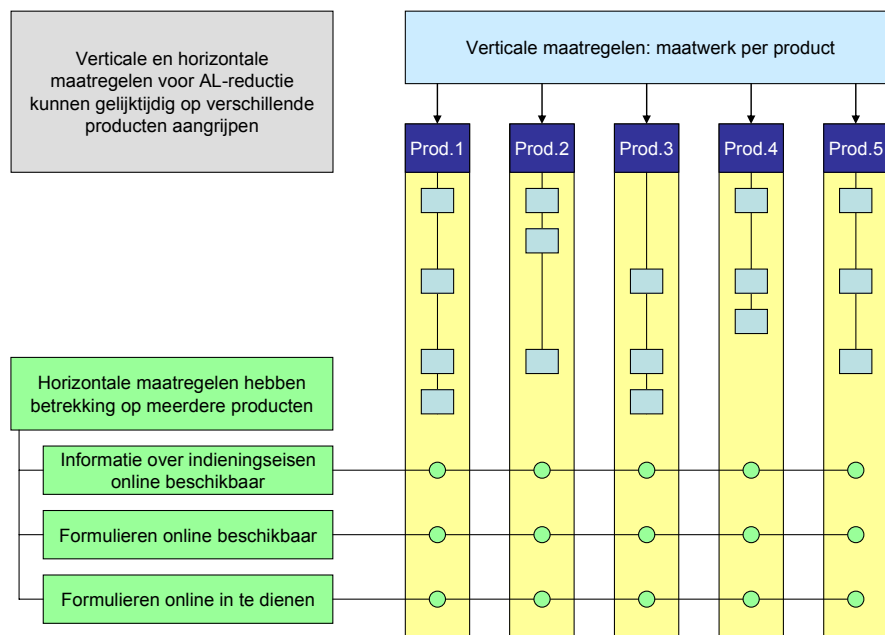 Verticale en horizontale
maatregelen voor AL-reductie
kunnen gelijktijdig op verschillende
producten aangrijpen
Verticale maatregelen: maatwerk per product
Prod.1
Prod.2
Prod.3
Prod.4
Prod.5
Horizontale maatregelen hebben
betrekking op meerdere producten
Informatie over indieningseisen
online beschikbaar
Formulieren online beschikbaar
Formulieren online in te dienen